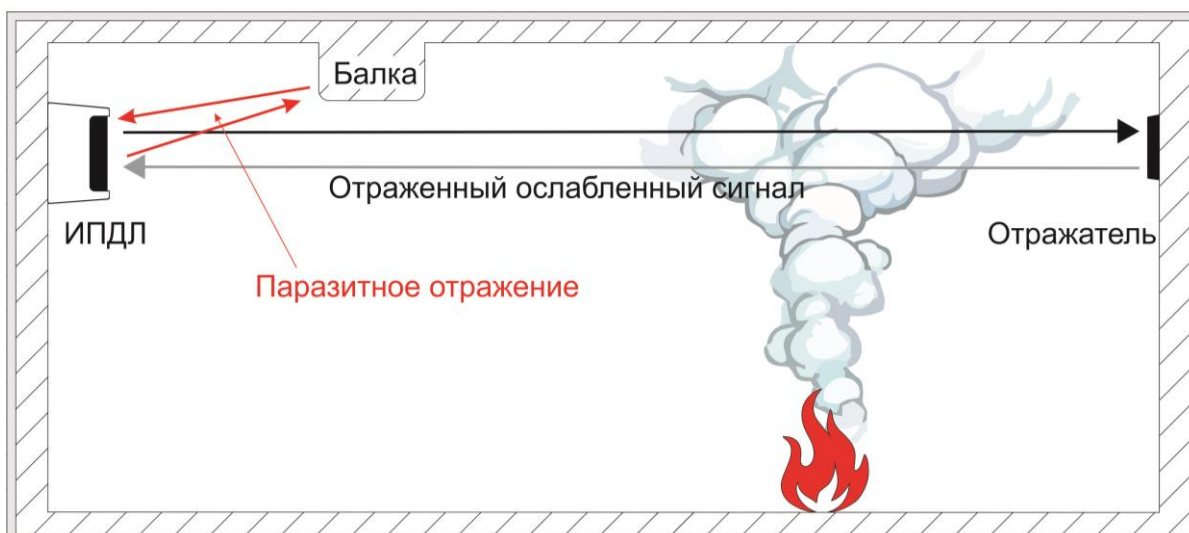 Балка
Отраженный ослабленный сигнал
ИПДЛ
Отражатель
Паразитное отражение